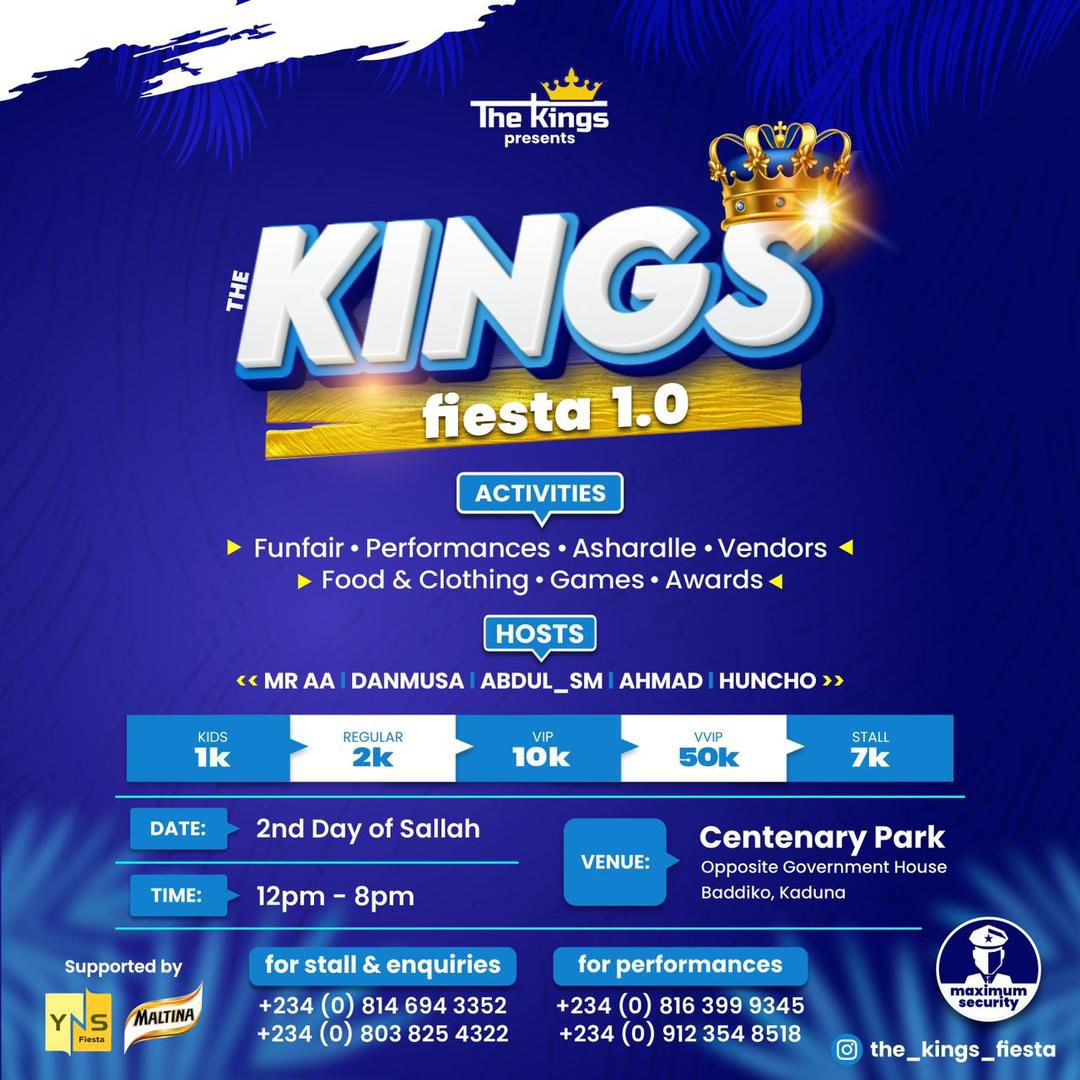 The Kings
presents
THE
KINGS
fiesta 1.0
ACTIVITIES
Funfair • Performances • Asharalle • Vendors
Food & Clothing • Games • Awards
HOSTS
<< MR AA | DANMUSA | ABDUL_SM | AHMAD | HUNCHO >>
KIDS
1k
REGULAR
2k
VIP
10k
VVIP
50k
STALL
7k
DATE:
2nd Day of Sallah
TIME:
12pm - 8pm
VENUE:
Centenary Park
Opposite Government House
Baddiko, Kaduna
Supported by
YNS
Fiesta
MALTINA
for stall & enquiries
+234 (0) 814 694 3352
+234 (0) 803 825 4322
for performances
+234 (0) 816 399 9345
+234 (0) 912 354 8518
maximum
security
the_kings_fiesta